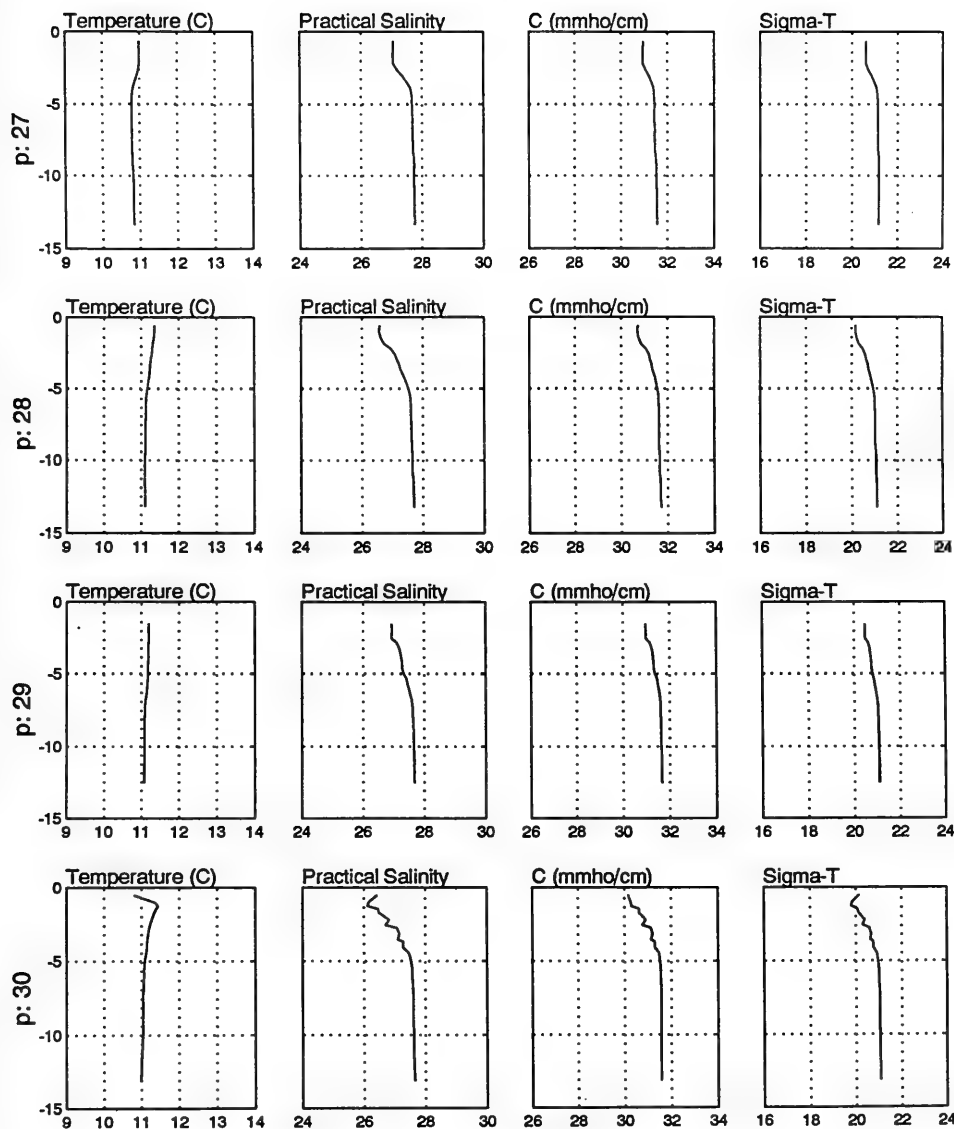 Temperature (C) Practical Salinity C (mmho/cm) Sigma-T
0
-5
-10
-15
p: 27
9 10 11 12 13 14 24 26 28 30 26 28 30 32 34 16 18 20 22 24
Temperature (C) Practical Salinity C (mmho/cm) Sigma-T
0
-5
-10
-15
p: 28
9 10 11 12 13 14 24 26 28 30 26 28 30 32 34 16 18 20 22 24
Temperature (C) Practical Salinity C (mmho/cm) Sigma-T
0
-5
-10
-15
p: 29
9 10 11 12 13 14 24 26 28 30 26 28 30 32 34 16 18 20 22 24
Temperature (C) Practical Salinity C (mmho/cm) Sigma-T
0
-5
-10
-15
p: 30
9 10 11 12 13 14 24 26 28 30 26 28 30 32 34 16 18 20 22 24